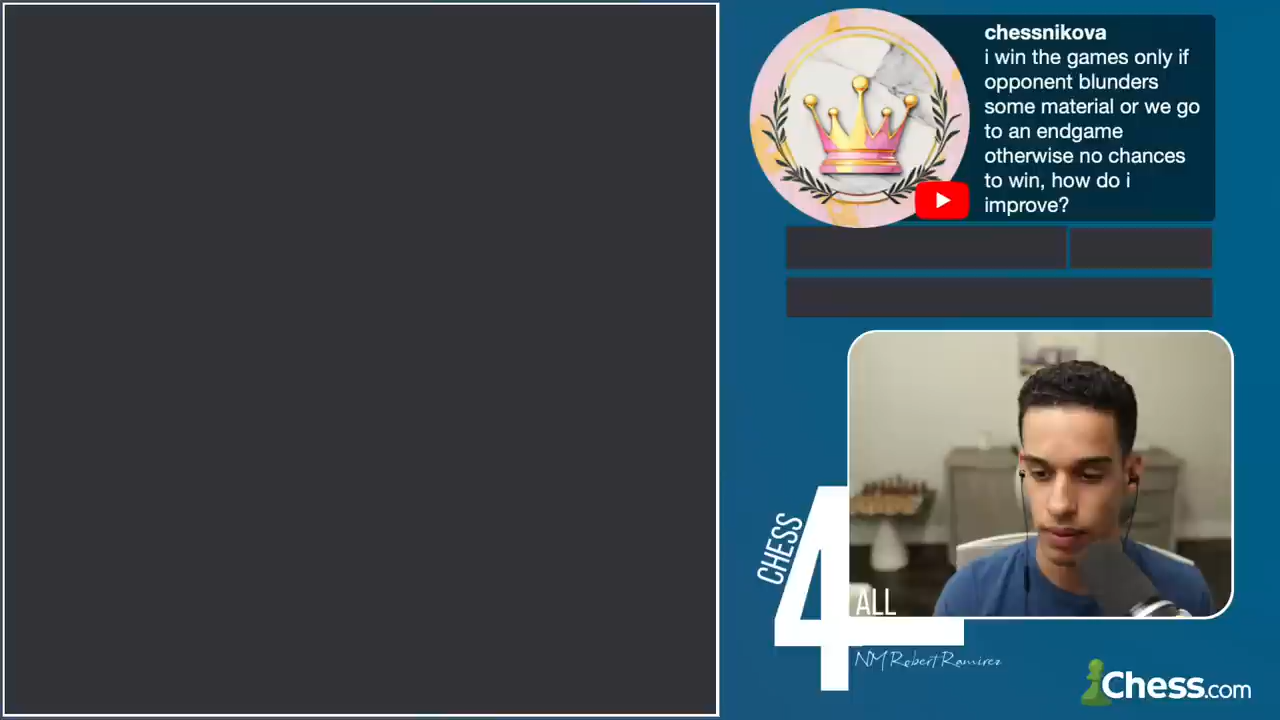 chessnikova
i win the games only if
opponent blunders
some material or we go
to an endgame
otherwise no chances
to win, how do i
improve?
CHESS
4
ALL
NM Robert Ramirez
Chess.com